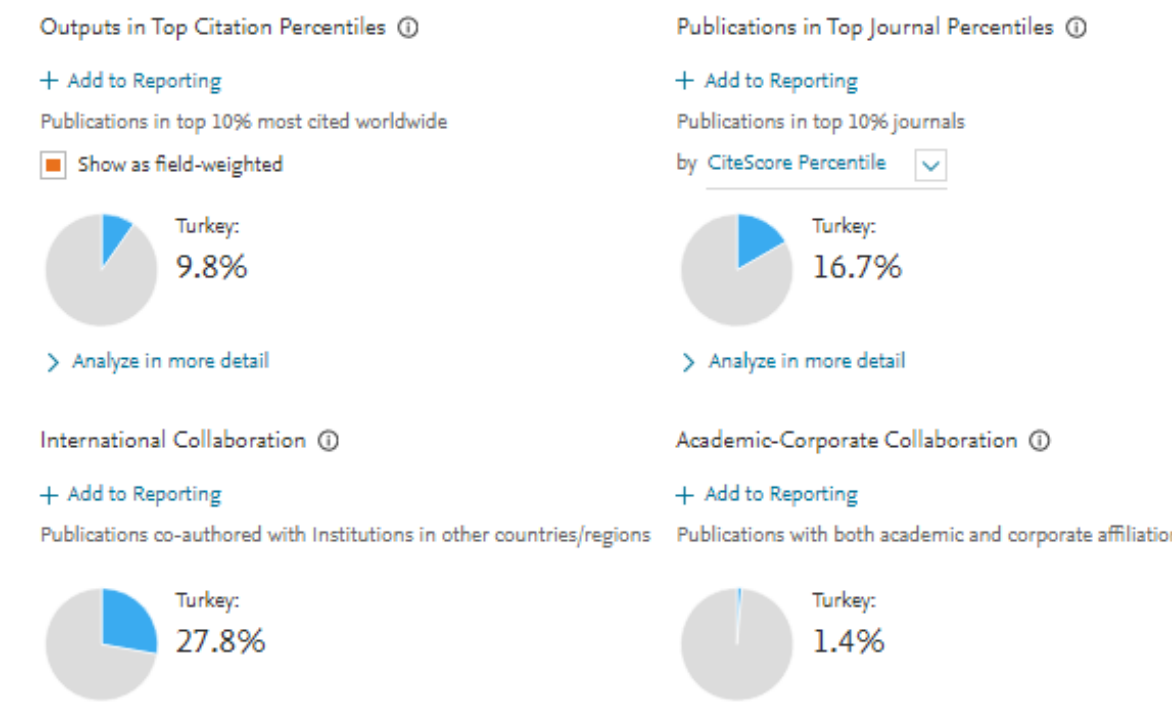 Outputs in Top Citation Percentiles
+ Add to Reporting
Publications in top 10% most cited worldwide
Show as field-weighted
Turkey:
9.8%
Analyze in more detail
Publications in Top Journal Percentiles
+ Add to Reporting
Publications in top 10% journals
by CiteScore Percentile
Turkey:
16.7%
Analyze in more detail
International Collaboration
+ Add to Reporting
Publications co-authored with Institutions in other countries/regions
Turkey:
27.8%
Academic-Corporate Collaboration
+ Add to Reporting
Publications with both academic and corporate
Turkey:
1.4%